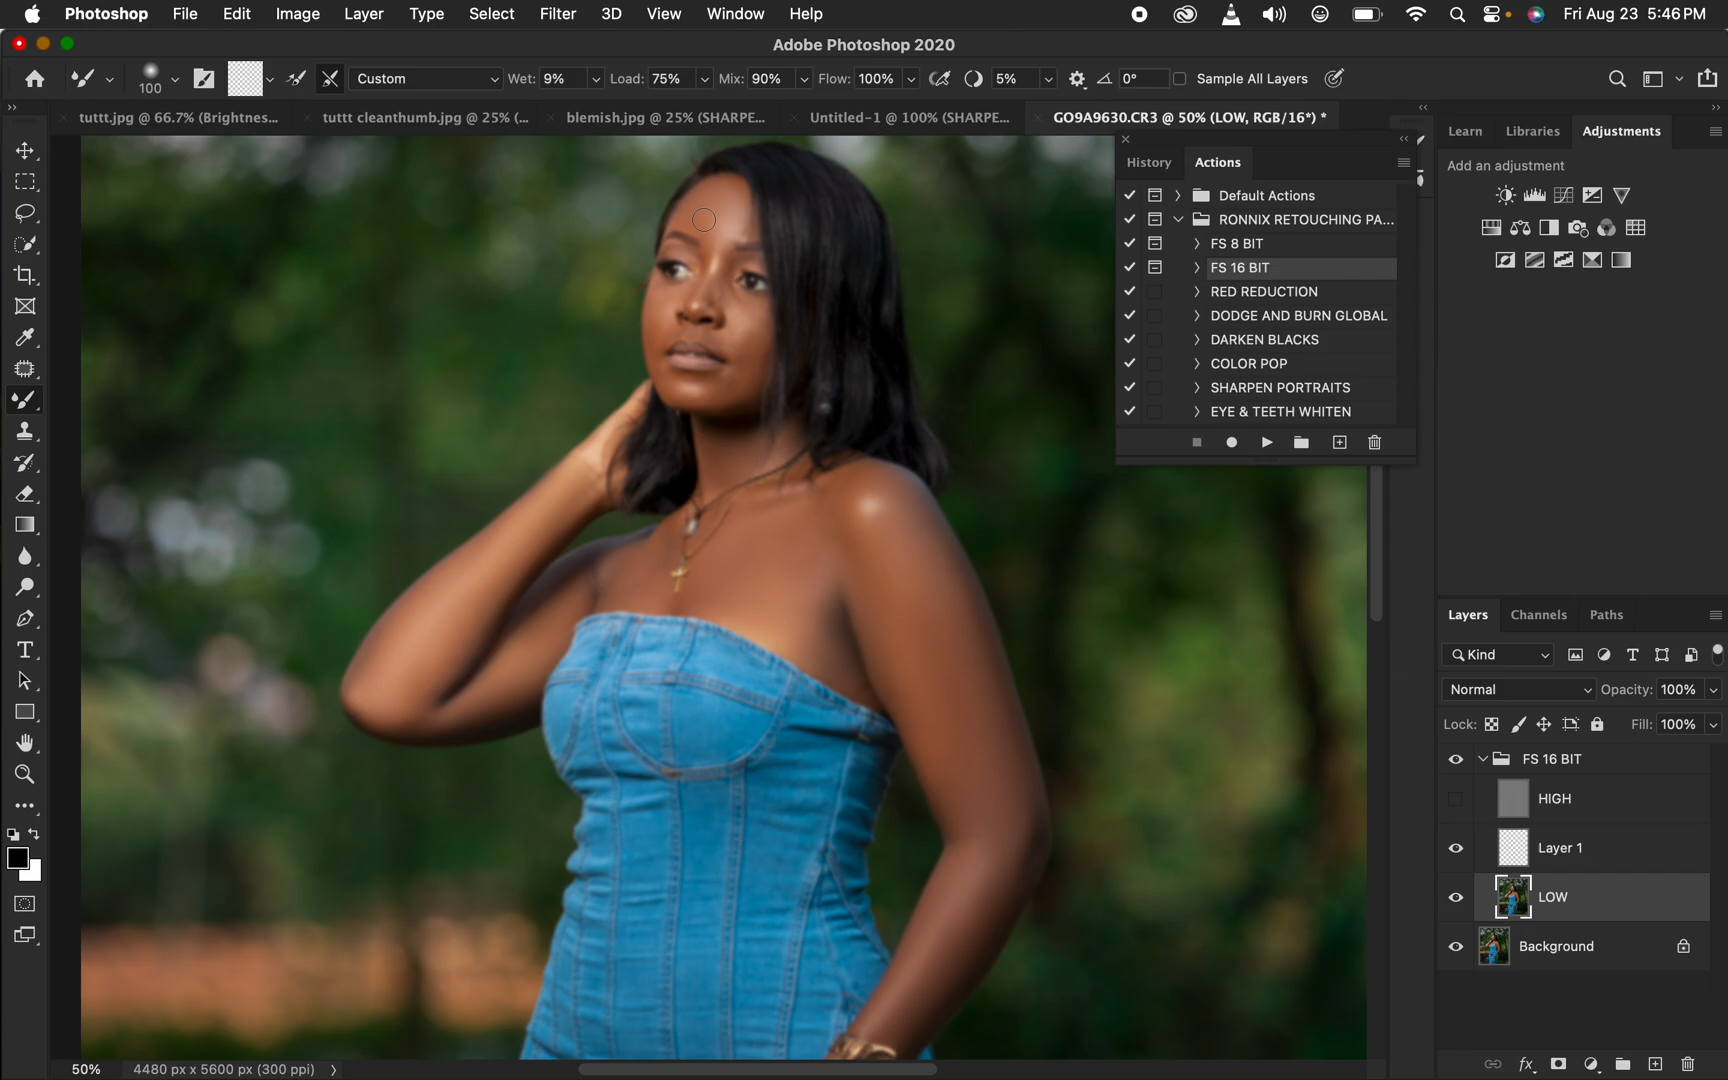 Photoshop File Edit Image Layer Type Select Filter 3D View Window Help Fri Aug 23 5:46 PM
Adobe Photoshop 2020
100 Custom Wet: 9% Load: 75% Mix: 90% Flow: 100% 5% 0° Sample All Layers
tuttt.jpg @ 66.7% (Brightnes... tuttt cleanthumb.jpg @ 25% (... blemish.jpg @ 25% (SHARPE... Untitled-1 @ 100% (SHARPE... GO9A9630.CR3 @ 50% (LOW, RGB/16*) *
Learn Libraries Adjustments
Add an adjustment
History Actions
Default Actions
RONNIX RETOUCHING PA...
FS 8 BIT
FS 16 BIT
RED REDUCTION
DODGE AND BURN GLOBAL
DARKEN BLACKS
COLOR POP
SHARPEN PORTRAITS
EYE & TEETH WHITEN
Layers Channels Paths
Kind
Normal Opacity: 100%
Lock: Fill: 100%
FS 16 BIT
HIGH
Layer 1
LOW
Background
50% 4480 px x 5600 px (300 ppi)